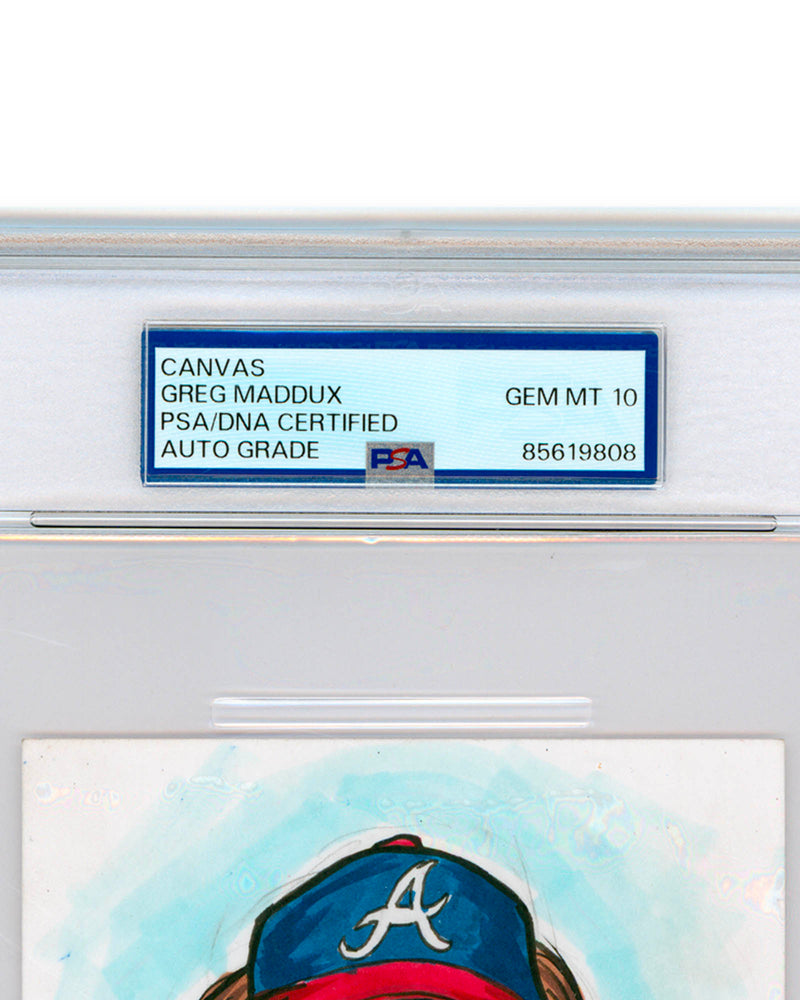 CANVAS
GREG MADDUX GEM MT 10
PSA/DNA CERTIFIED
AUTO GRADE PSA 85619808
A